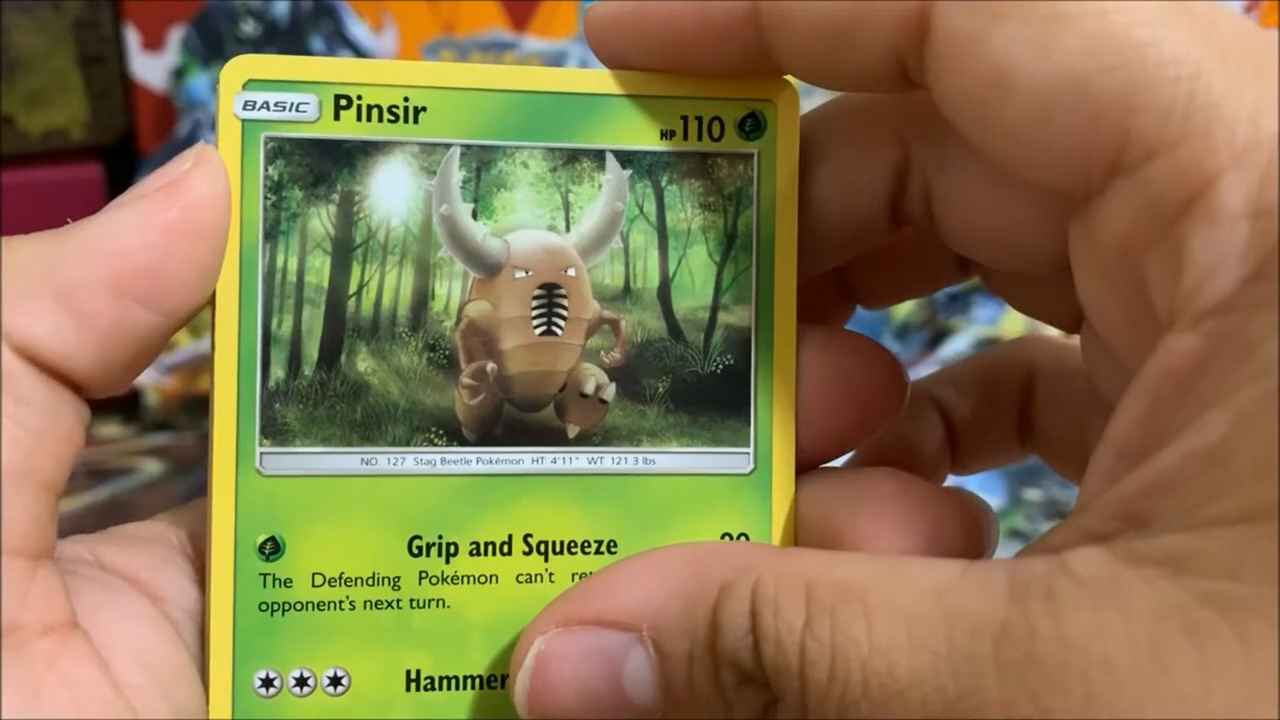 BASIC Pinsir HP 110
NO. 127 Stag Beetle Pokémon HT: 4'11" WT: 121.3 lbs.
Grip and Squeeze 20
The Defending Pokémon can't
opponent's next turn.
Hammer